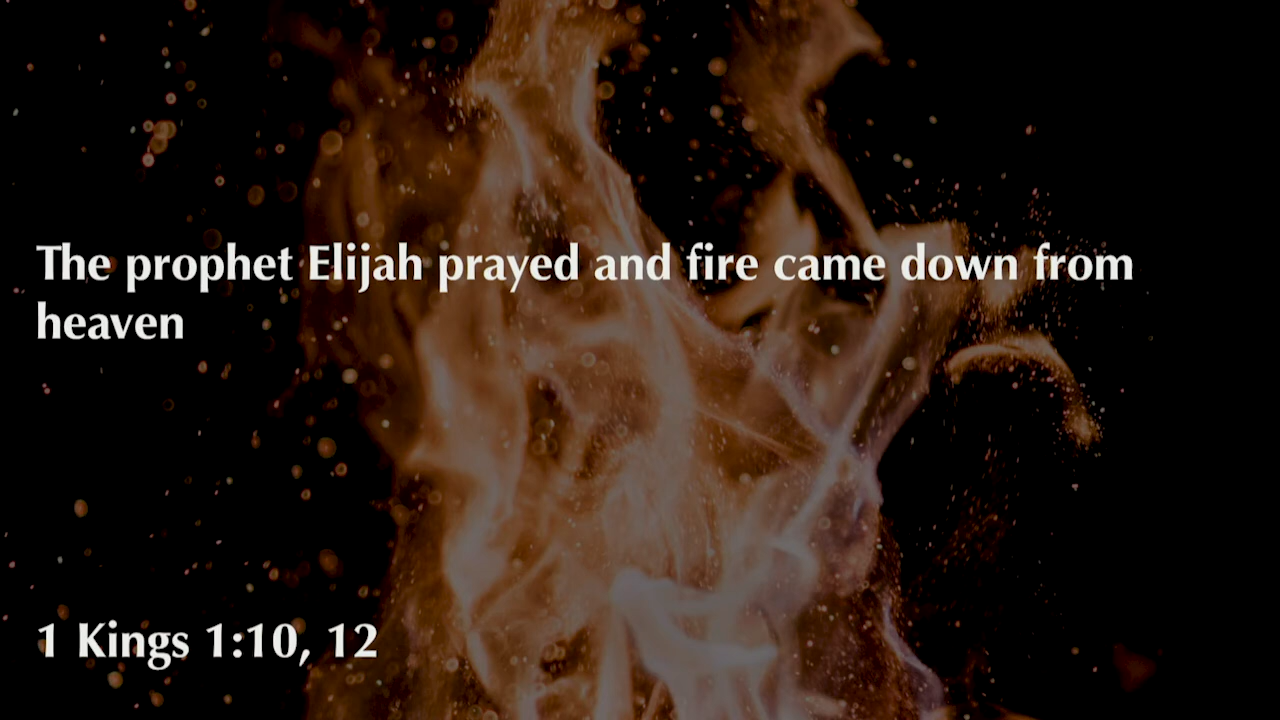 The prophet Elijah prayed and fire came down from
heaven
1 Kings 1:10, 12